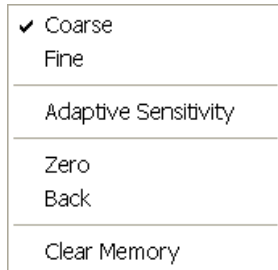 Coarse
Fine
Adaptive Sensitivity
Zero
Back
Clear Memory